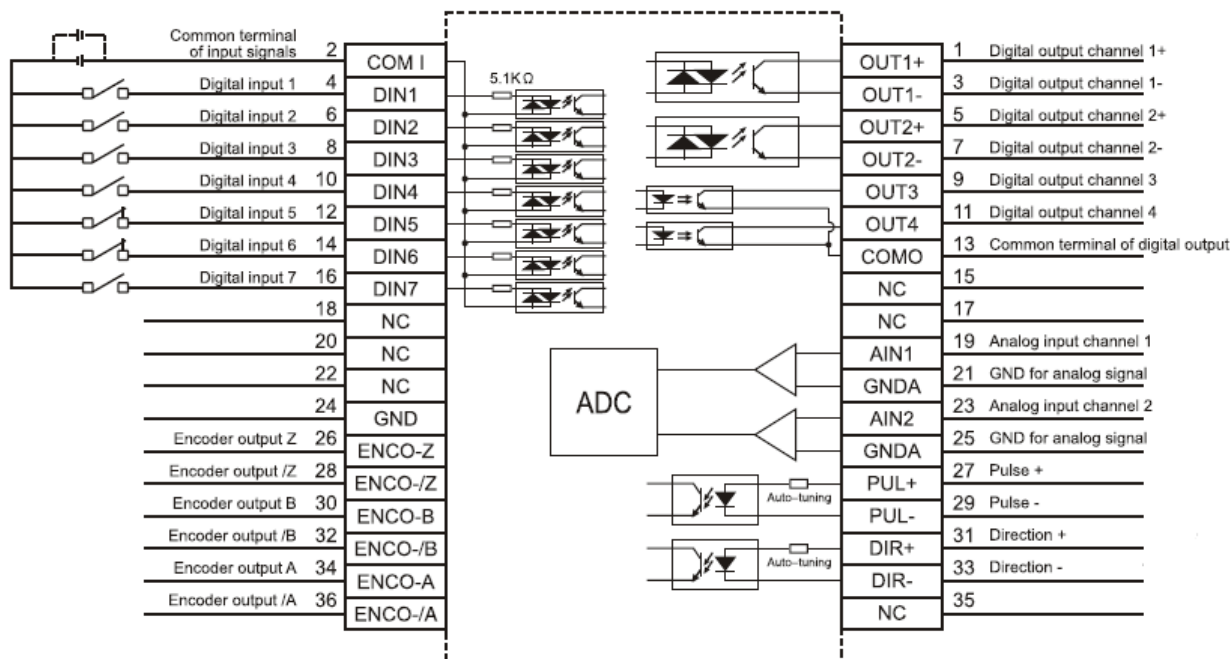 Common terminal
of input signals 2 COM I
Digital input 1 4 DIN1
Digital input 2 6 DIN2
Digital input 3 8 DIN3
Digital input 4 10 DIN4
Digital input 5 12 DIN5
Digital input 6 14 DIN6
Digital input 7 16 DIN7
18 NC
20 NC
22 NC
24 GND
Encoder output Z 26 ENCO-Z
Encoder output /Z 28 ENCO-/Z
Encoder output B 30 ENCO-B
Encoder output /B 32 ENCO-/B
Encoder output A 34 ENCO-A
Encoder output /A 36 ENCO-/A
5.1KΩ
ADC
Auto-tuning
Auto-tuning
OUT1+ 1 Digital output channel 1+
OUT1- 3 Digital output channel 1-
OUT2+ 5 Digital output channel 2+
OUT2- 7 Digital output channel 2-
OUT3 9 Digital output channel 3
OUT4 11 Digital output channel 4
COMO 13 Common terminal of digital output
NC 15
NC 17
AIN1 19 Analog input channel 1
GNDA 21 GND for analog signal
AIN2 23 Analog input channel 2
GNDA 25 GND for analog signal
PUL+ 27 Pulse +
PUL- 29 Pulse -
DIR+ 31 Direction +
DIR- 33 Direction -
NC 35